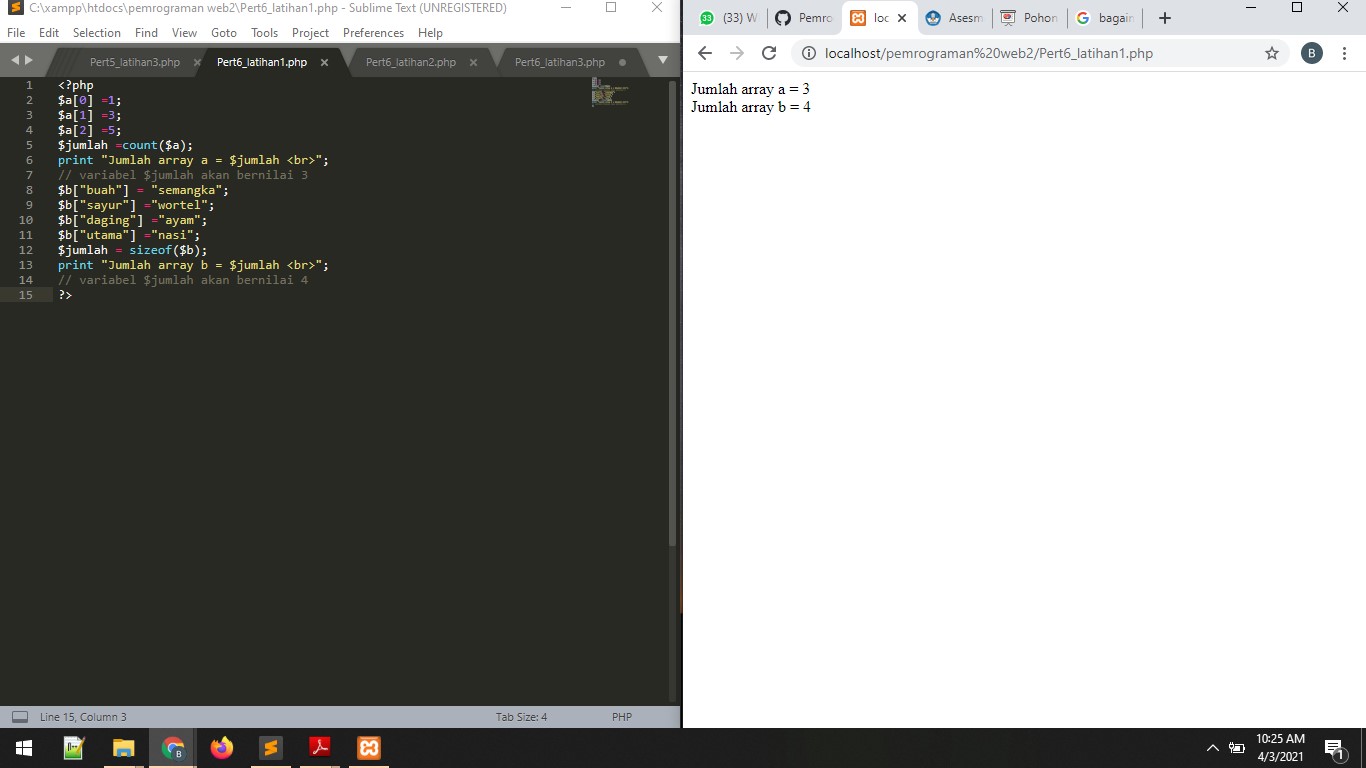 C:\xampp\htdocs\pemrograman web2\Pert6_latihan1.php - Sublime Text (UNREGISTERED)
File Edit Selection Find View Goto Tools Project Preferences Help
Pert5_latihan3.php Pert6_latihan1.php Pert6_latihan2.php Pert6_latihan3.php
1 <?php
2 $a[0] =1;
3 $a[1] =3;
4 $a[2] =5;
5 $jumlah =count($a);
6 print "Jumlah array a = $jumlah <br>";
7 // variabel $jumlah akan bernilai 3
8 $b["buah"] = "semangka";
9 $b["sayur"] ="wortel";
10 $b["daging"] ="ayam";
11 $b["utama"] ="nasi";
12 $jumlah = sizeof($b);
13 print "Jumlah array b = $jumlah <br>";
14 // variabel $jumlah akan bernilai 4
15 ?>
Line 15, Column 3 Tab Size: 4 PHP
33 (33) W Pemro loc Asesm Pohon bagain
localhost/pemrograman%20web2/Pert6_latihan1.php B
Jumlah array a = 3
Jumlah array b = 4
10:25 AM
4/3/2021
1